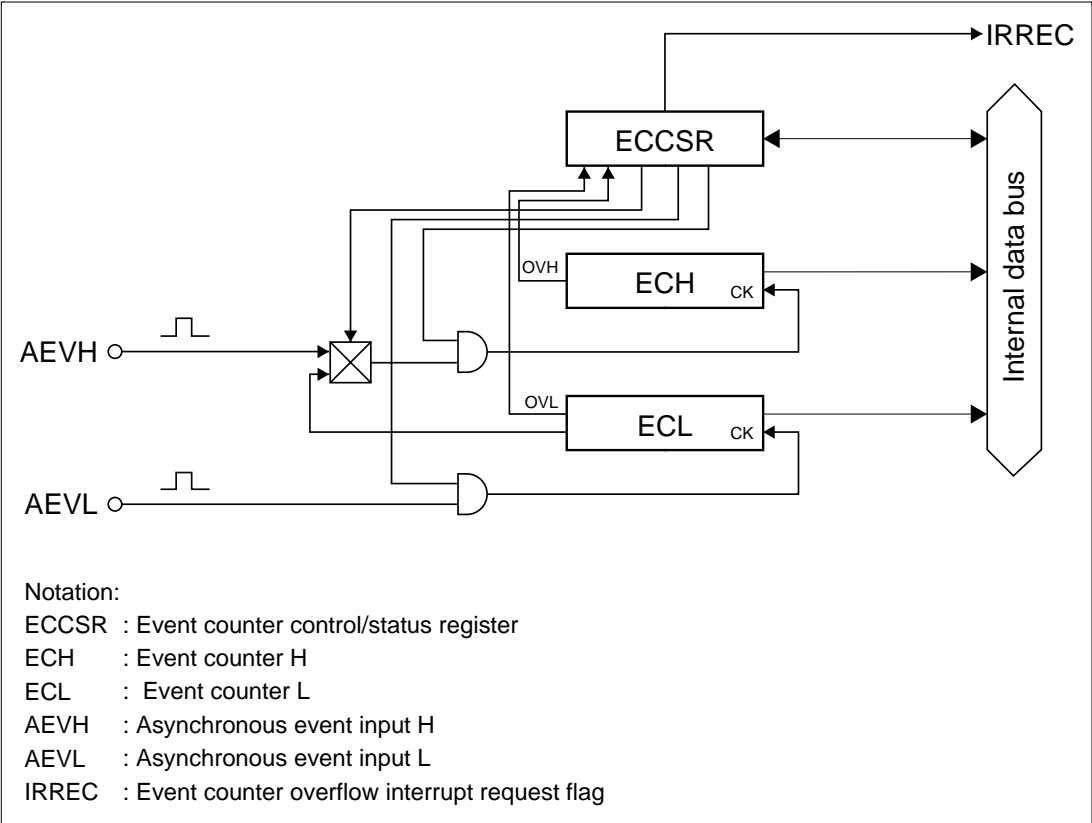 IRREC
ECCSR
Internal data bus
OVH
ECH
CK
AEVH
OVL
ECL
CK
AEVL
Notation:
ECCSR : Event counter control/status register
ECH : Event counter H
ECL : Event counter L
AEVH : Asynchronous event input H
AEVL : Asynchronous event input L
IRREC : Event counter overflow interrupt request flag